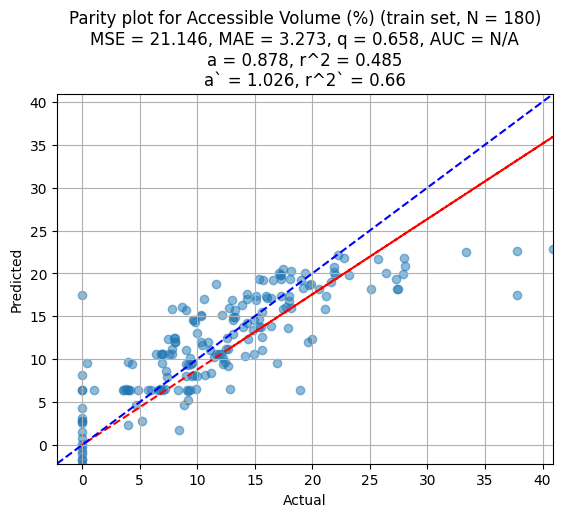 Parity plot for Accessible Volume (%) (train set, N = 180)
MSE = 21.146, MAE = 3.273, q = 0.658, AUC = N/A
a = 0.878, r^2 = 0.485
a` = 1.026, r^2` = 0.66
40
35
30
25
20
15
10
5
0
Predicted
0 5 10 15 20 25 30 35 40
Actual